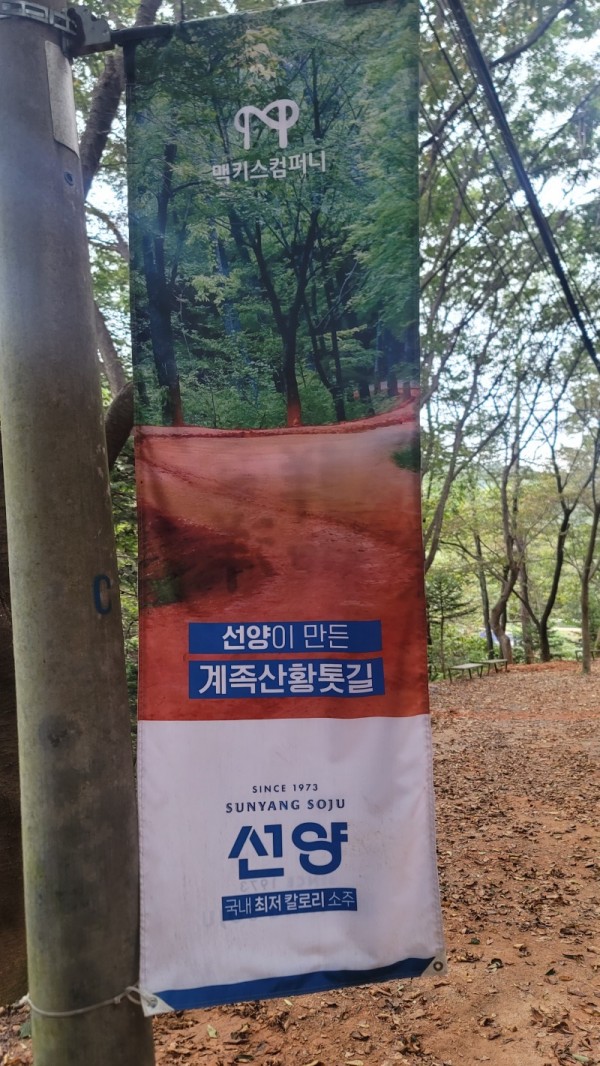 맥키스컴퍼니
선양이 만든
계족산황톳길
SINCE 1973
SUNYANG SOJU
선양
국내 최저 칼로리 소주
C